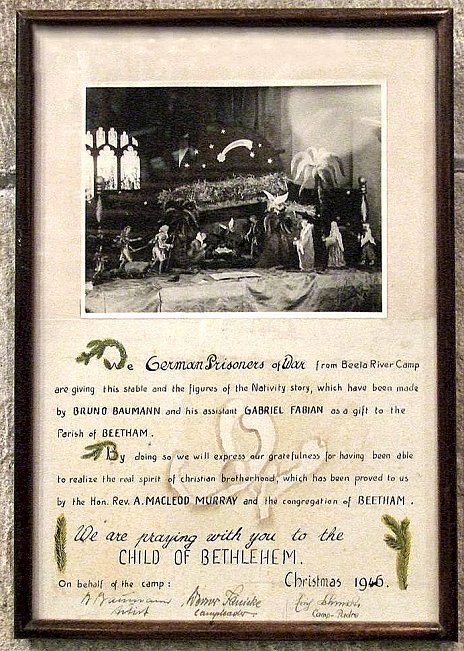 We German Prisoners of War from Beela River Camp
are giving this stable and the figures of the Nativity story, which have been made
by BRUNO BAUMANN and his assistant GABRIEL FABIAN as a gift to the
Parish of BEETHAM.
By doing so we will express our gratefulness for having been able
to realize the real spirit of christian brotherhood, which has been proved to us
by the Hon. Rev. A. MACLEOD MURRAY and the congregation of BEETHAM.
We are praying with you to the
CHILD OF BETHLEHEM.
On behalf of the camp: Christmas 1946.
B Baumann Werner
Artist Campleader Camp-Padre